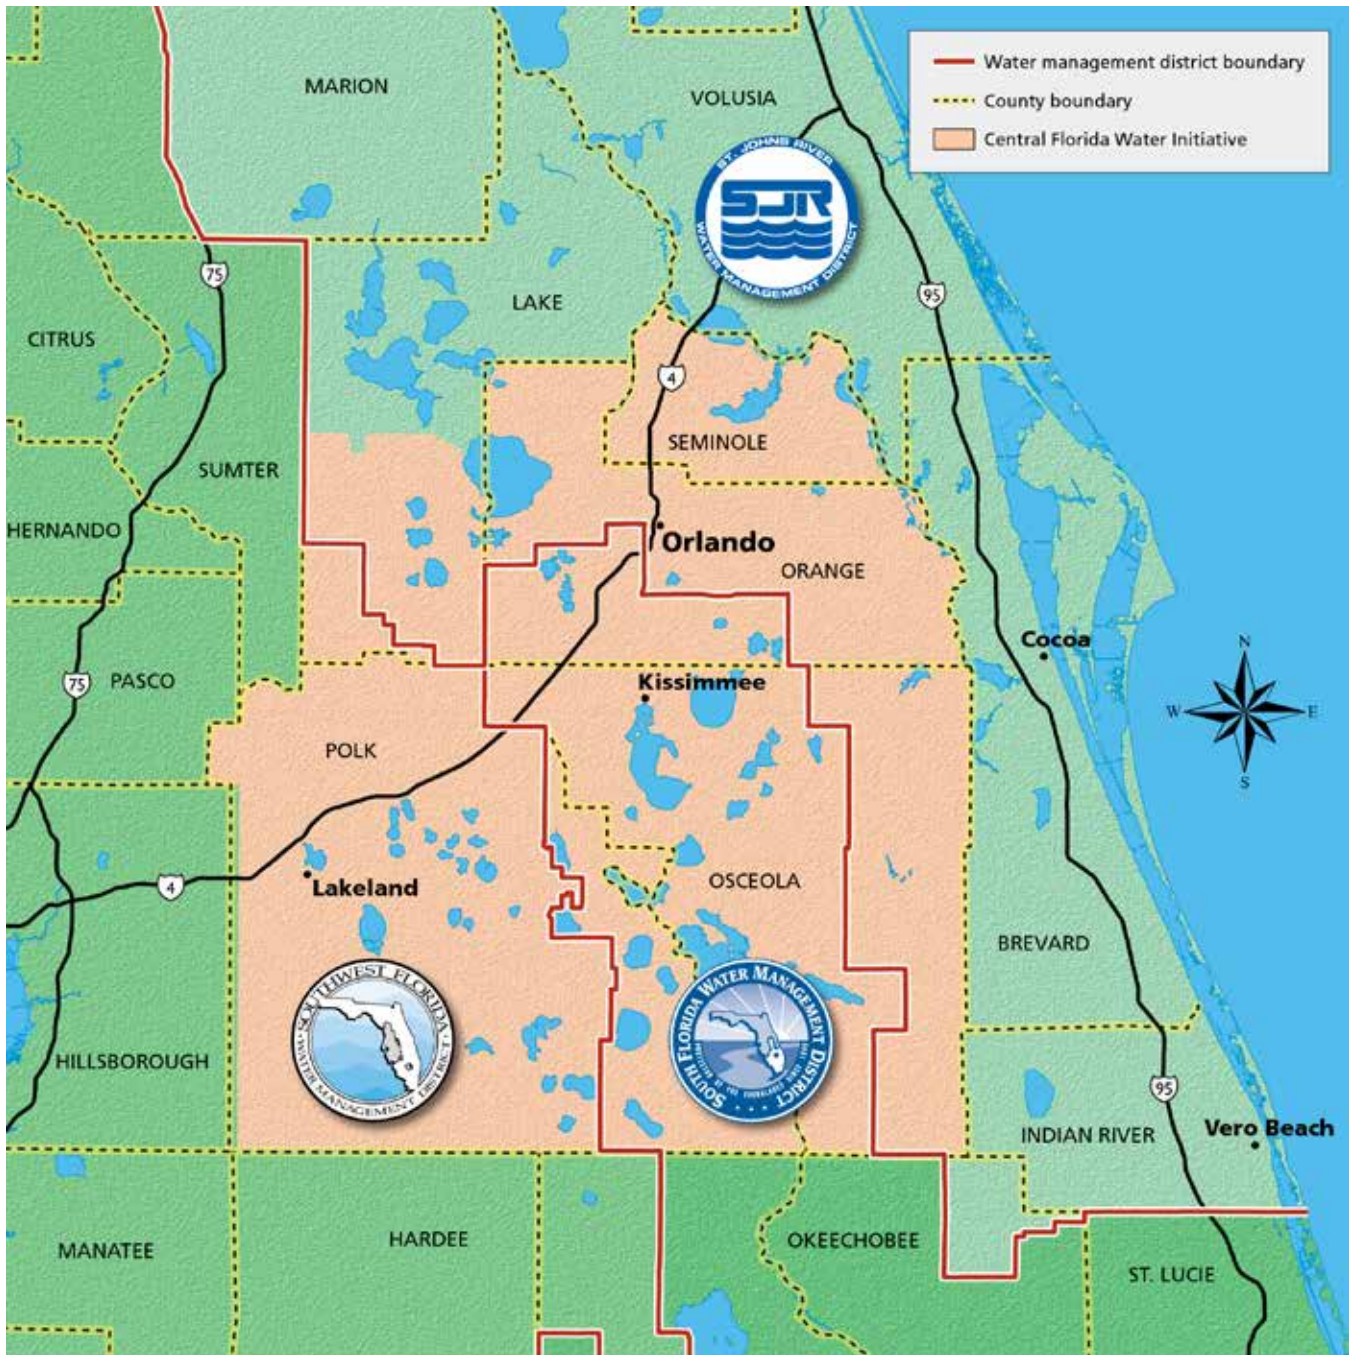 Water management district boundary
County boundary
Central Florida Water Initiative
MARION
VOLUSIA
ST. JOHNS RIVER
SJR
WATER MANAGEMENT DISTRICT
75
95
LAKE
CITRUS
4
SEMINOLE
SUMTER
HERNANDO
Orlando
ORANGE
Cocoa
N
W
E
S
75
PASCO
Kissimmee
POLK
OSCEOLA
4
Lakeland
BREVARD
SOUTHWEST FLORIDA
WATER MANAGEMENT DISTRICT
SOUTH FLORIDA WATER MANAGEMENT DISTRICT
HILLSBOROUGH
95
INDIAN RIVER
Vero Beach
MANATEE
HARDEE
OKEECHOBEE
ST. LUCIE